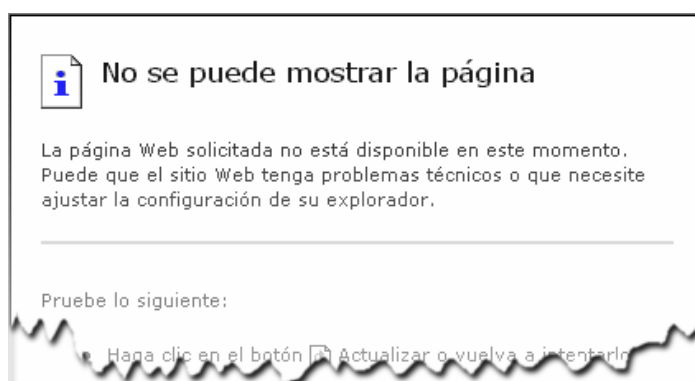 No se puede mostrar la página
La página Web solicitada no está disponible en este momento.
Puede que el sitio Web tenga problemas técnicos o que necesite
ajustar la configuración de su explorador.
Pruebe lo siguiente:
Haga clic en el botón Actualizar o vuelva a intentarlo